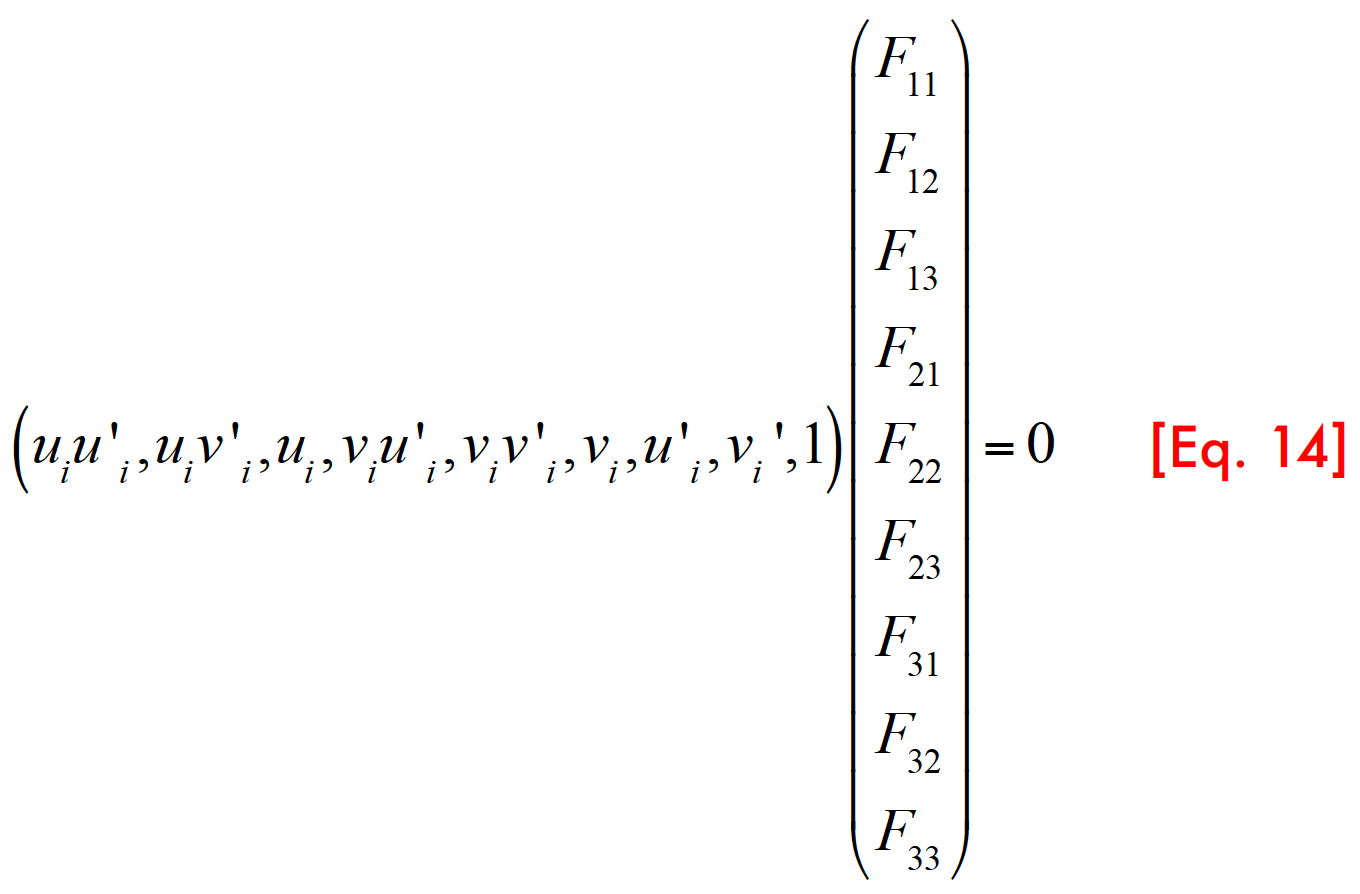 F₁₁
F₁₂
F₁₃
F₂₁
(uᵢu'ᵢ,uᵢv'ᵢ,uᵢ,vᵢu'ᵢ,vᵢv'ᵢ,vᵢ,u'ᵢ,vᵢ',1) F₂₂ = 0 [Eq. 14]
F₂₃
F₃₁
F₃₂
F₃₃